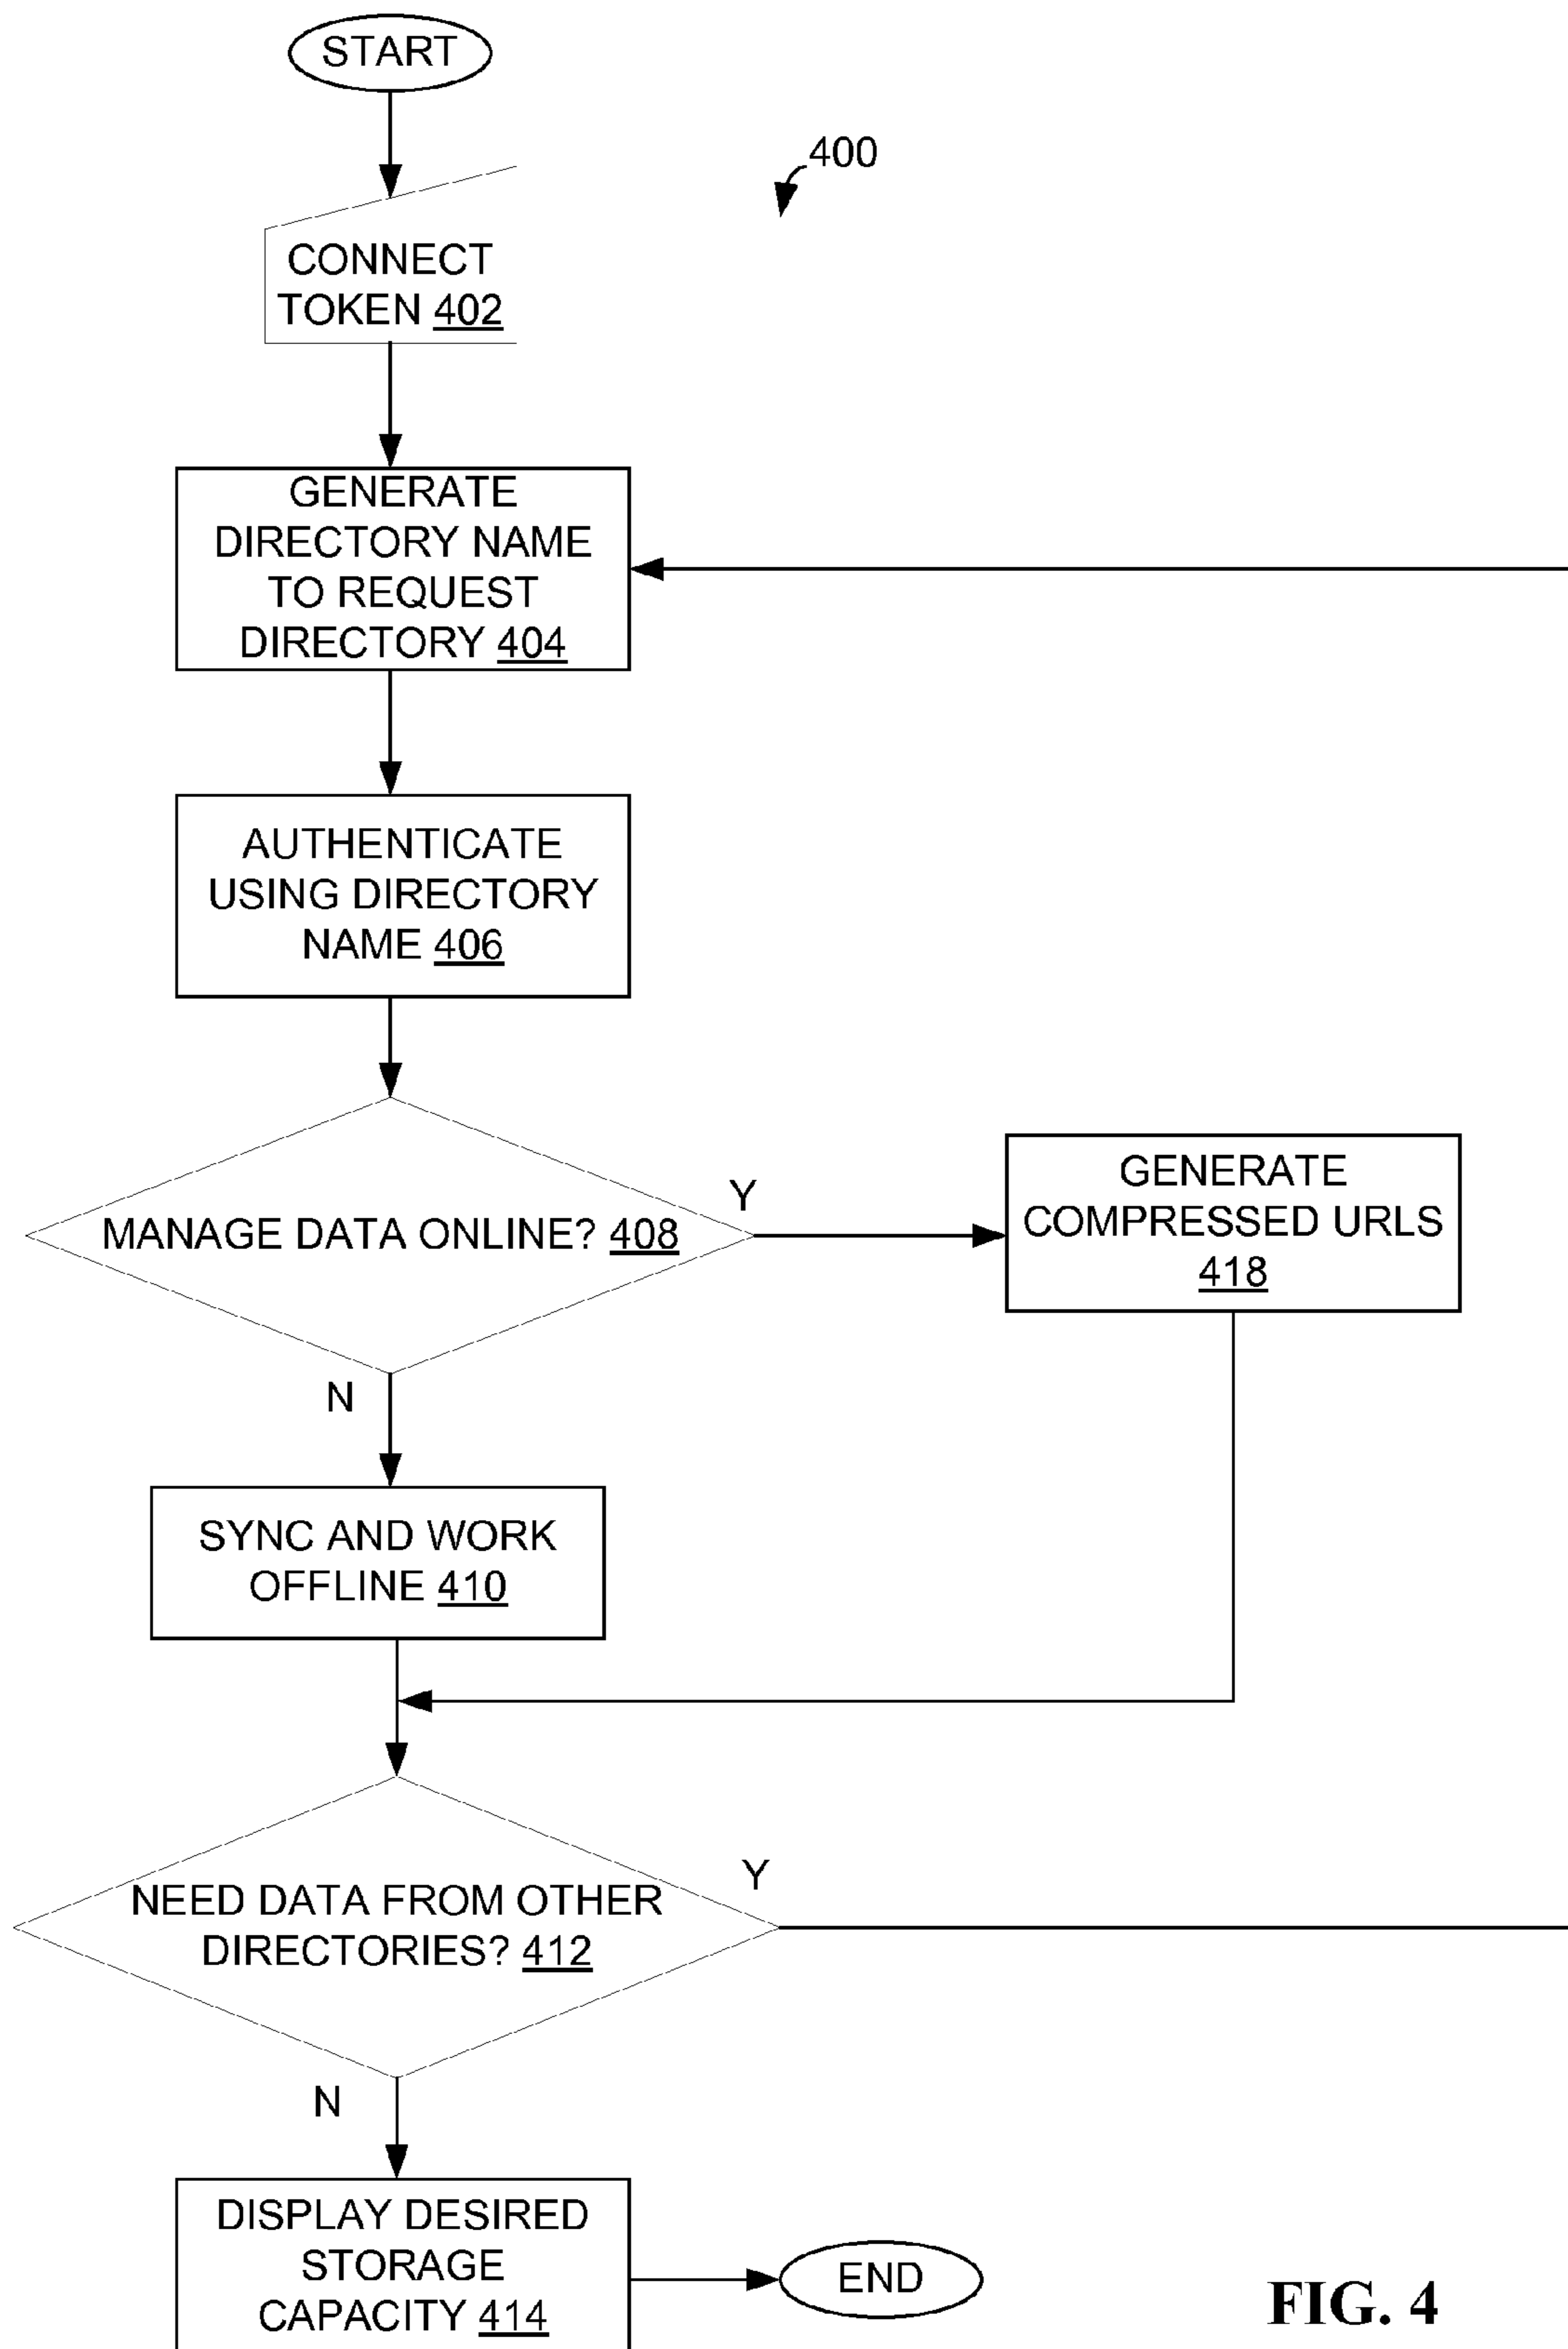 START
400
CONNECT
TOKEN 402
GENERATE
DIRECTORY NAME
TO REQUEST
DIRECTORY 404
AUTHENTICATE
USING DIRECTORY
NAME 406
MANAGE DATA ONLINE? 408
Y
GENERATE
COMPRESSED URLS
418
N
SYNC AND WORK
OFFLINE 410
NEED DATA FROM OTHER
DIRECTORIES? 412
Y
N
DISPLAY DESIRED
STORAGE
CAPACITY 414
END
FIG. 4